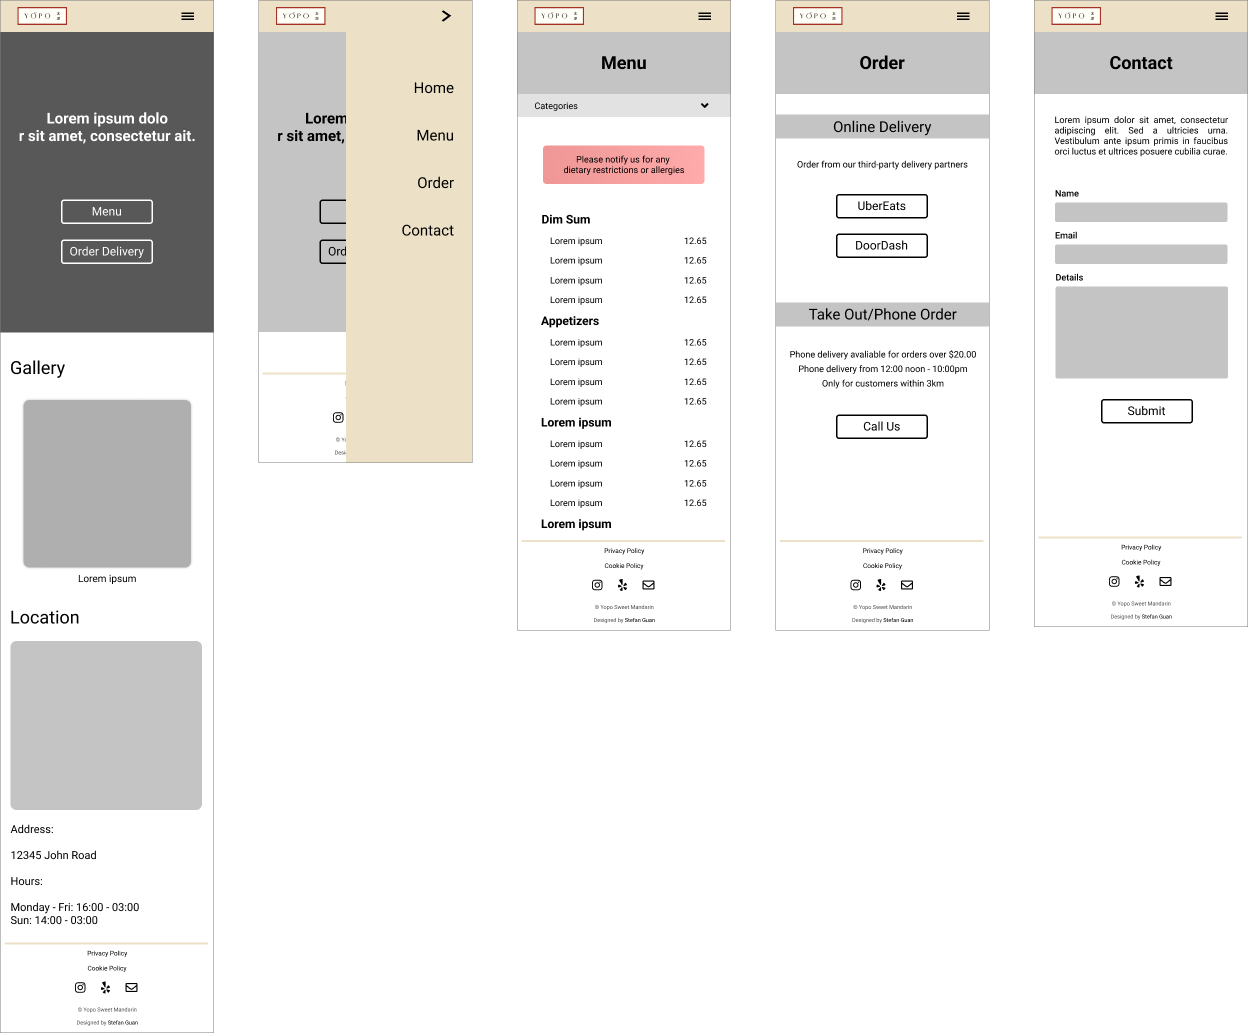 YOPO
Lorem ipsum dolo
r sit amet, consectetur ait.
Menu
Order Delivery
Gallery
Lorem ipsum
Location
Address:
12345 John Road
Hours:
Monday - Fri: 16:00 - 03:00
Sun: 14:00 - 03:00
Privacy Policy
Cookie Policy
© Yopo Sweet Mandarin
Designed by Stefan Guan
YOPO
Lorem
r sit amet,
Ord
Home
Menu
Order
Contact
© Y
Desi
YOPO
Menu
Categories
Please notify us for any
dietary restrictions or allergies
Dim Sum
Lorem ipsum 12.65
Lorem ipsum 12.65
Lorem ipsum 12.65
Lorem ipsum 12.65
Appetizers
Lorem ipsum 12.65
Lorem ipsum 12.65
Lorem ipsum 12.65
Lorem ipsum 12.65
Lorem ipsum
Lorem ipsum 12.65
Lorem ipsum 12.65
Lorem ipsum 12.65
Lorem ipsum 12.65
Lorem ipsum
Privacy Policy
Cookie Policy
© Yopo Sweet Mandarin
Designed by Stefan Guan
YOPO
Order
Online Delivery
Order from our third-party delivery partners
UberEats
DoorDash
Take Out/Phone Order
Phone delivery avaliable for orders over $20.00
Phone delivery from 12:00 noon - 10:00pm
Only for customers within 3km
Call Us
Privacy Policy
Cookie Policy
© Yopo Sweet Mandarin
Designed by Stefan Guan
YOPO
Contact
Lorem ipsum dolor sit amet, consectetur
adipiscing elit. Sed a ultricies urna.
Vestibulum ante ipsum primis in faucibus
orci luctus et ultrices posuere cubilia curae.
Name
Email
Details
Submit
Privacy Policy
Cookie Policy
© Yopo Sweet Mandarin
Designed by Stefan Guan